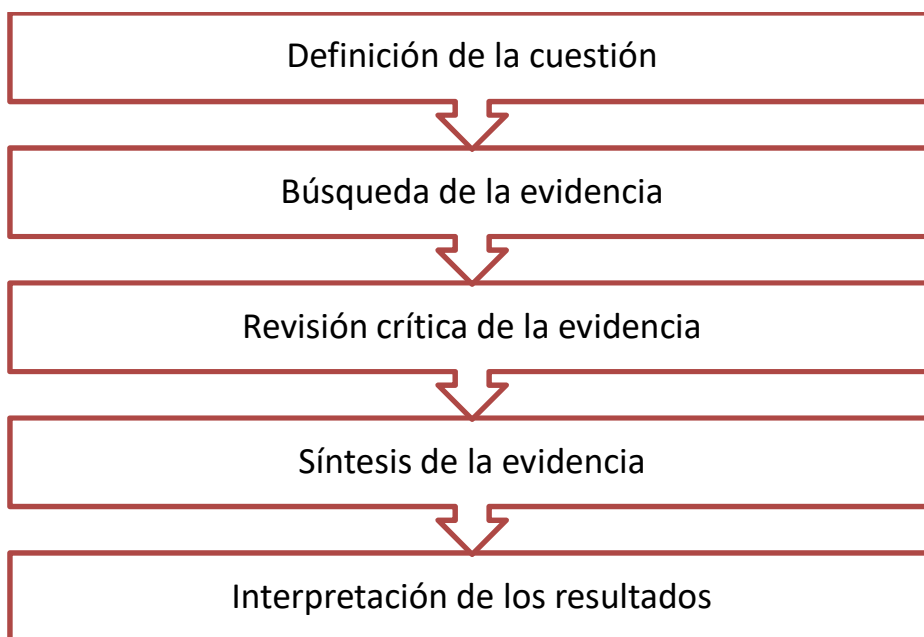 Definición de la cuestión
Búsqueda de la evidencia
Revisión crítica de la evidencia
Síntesis de la evidencia
Interpretación de los resultados